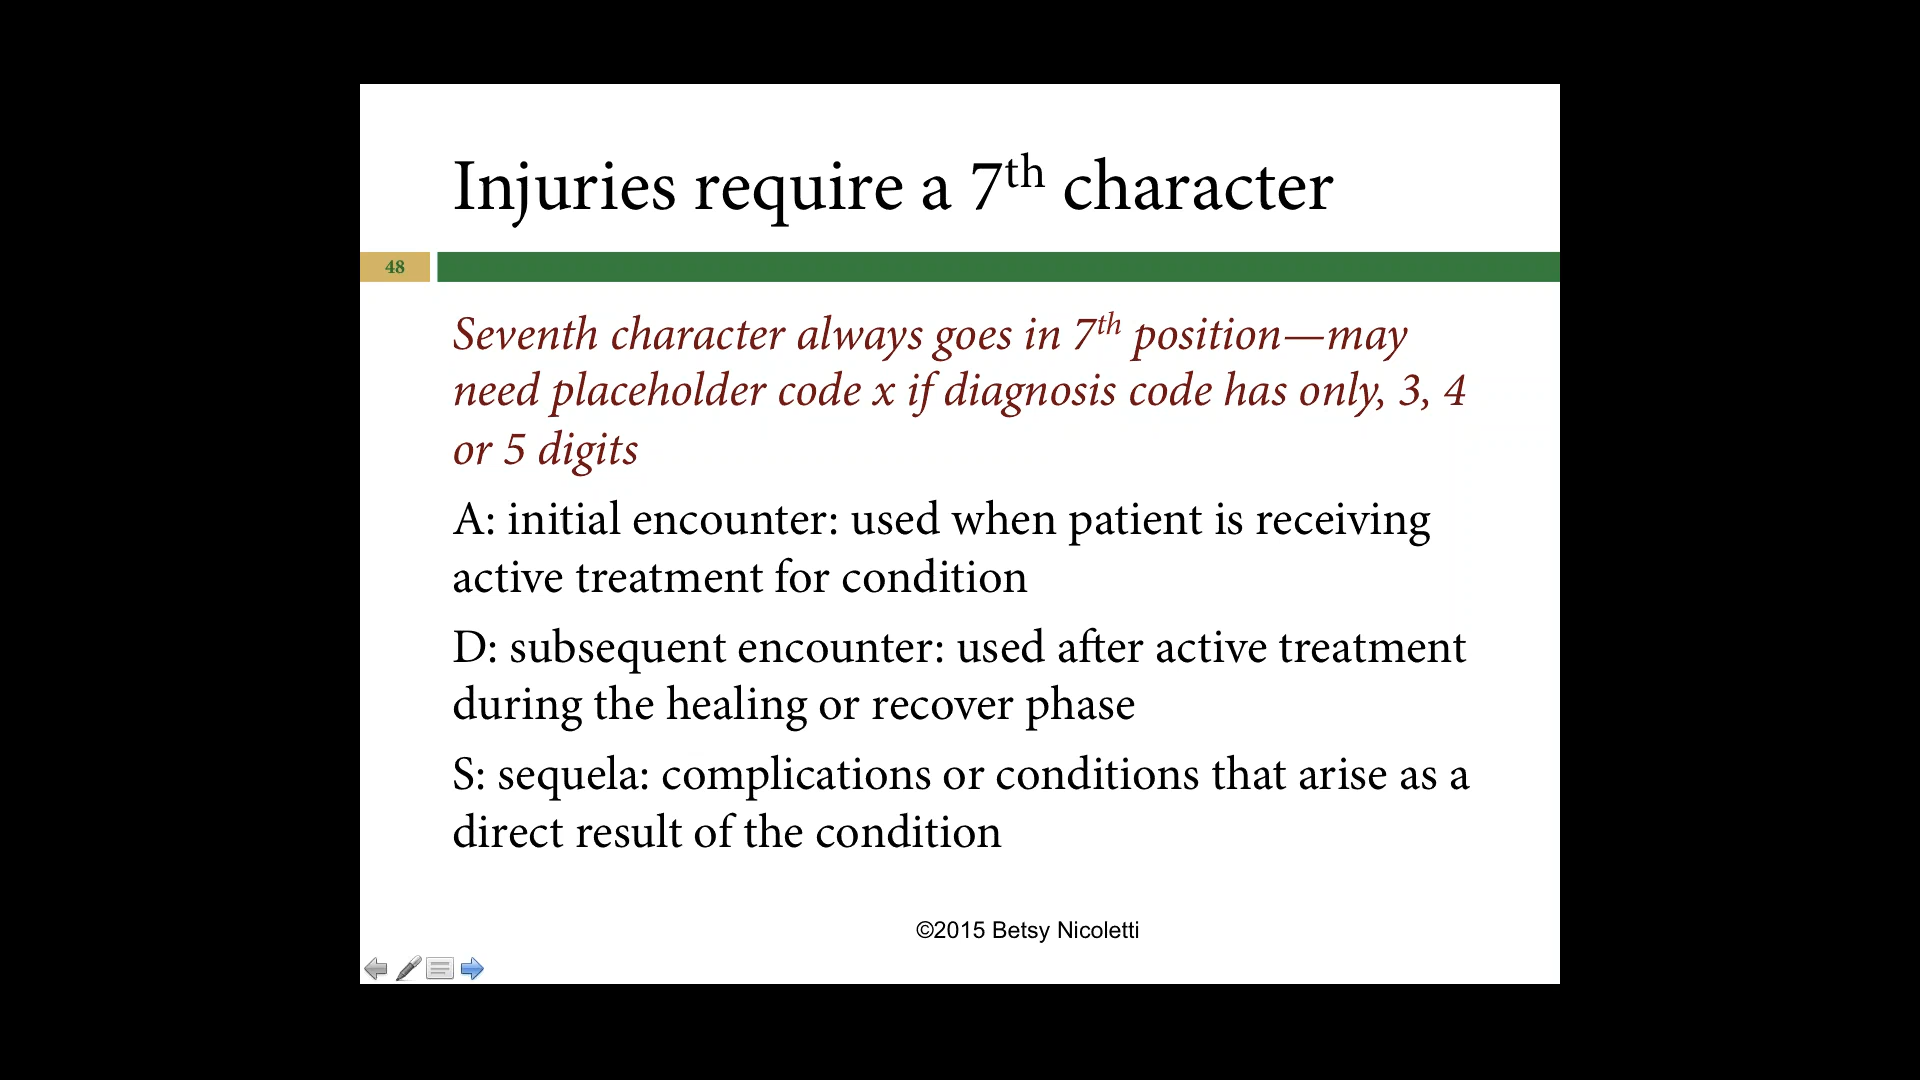 Injuries require a 7th character
48
Seventh character always goes in 7th position—may
need placeholder code x if diagnosis code has only, 3, 4
or 5 digits
A: initial encounter: used when patient is receiving
active treatment for condition
D: subsequent encounter: used after active treatment
during the healing or recover phase
S: sequela: complications or conditions that arise as a
direct result of the condition
©2015 Betsy Nicoletti